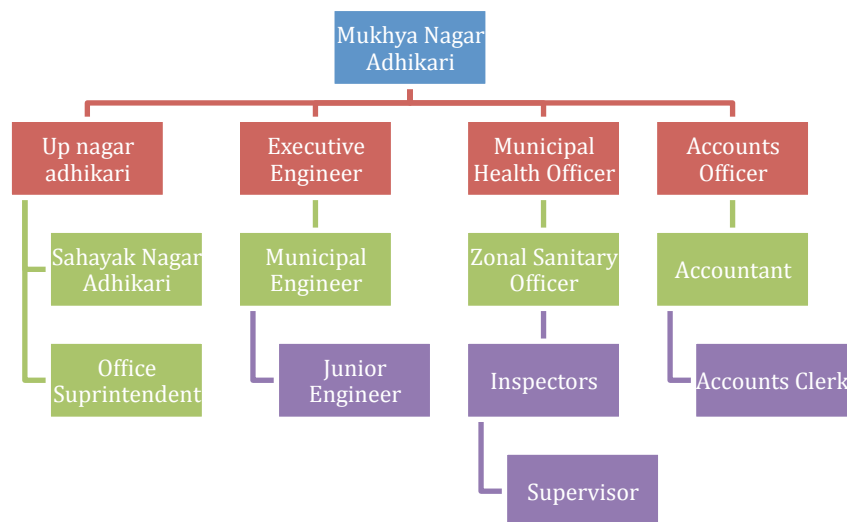 Mukhya Nagar
Adhikari
Up nagar
adhikari
Executive
Engineer
Municipal
Health Officer
Accounts
Officer
Sahayak Nagar
Adhikari
Municipal
Engineer
Zonal Sanitary
Officer
Accountant
Office
Suprintendent
Junior
Engineer
Inspectors
Accounts Clerk
Supervisor